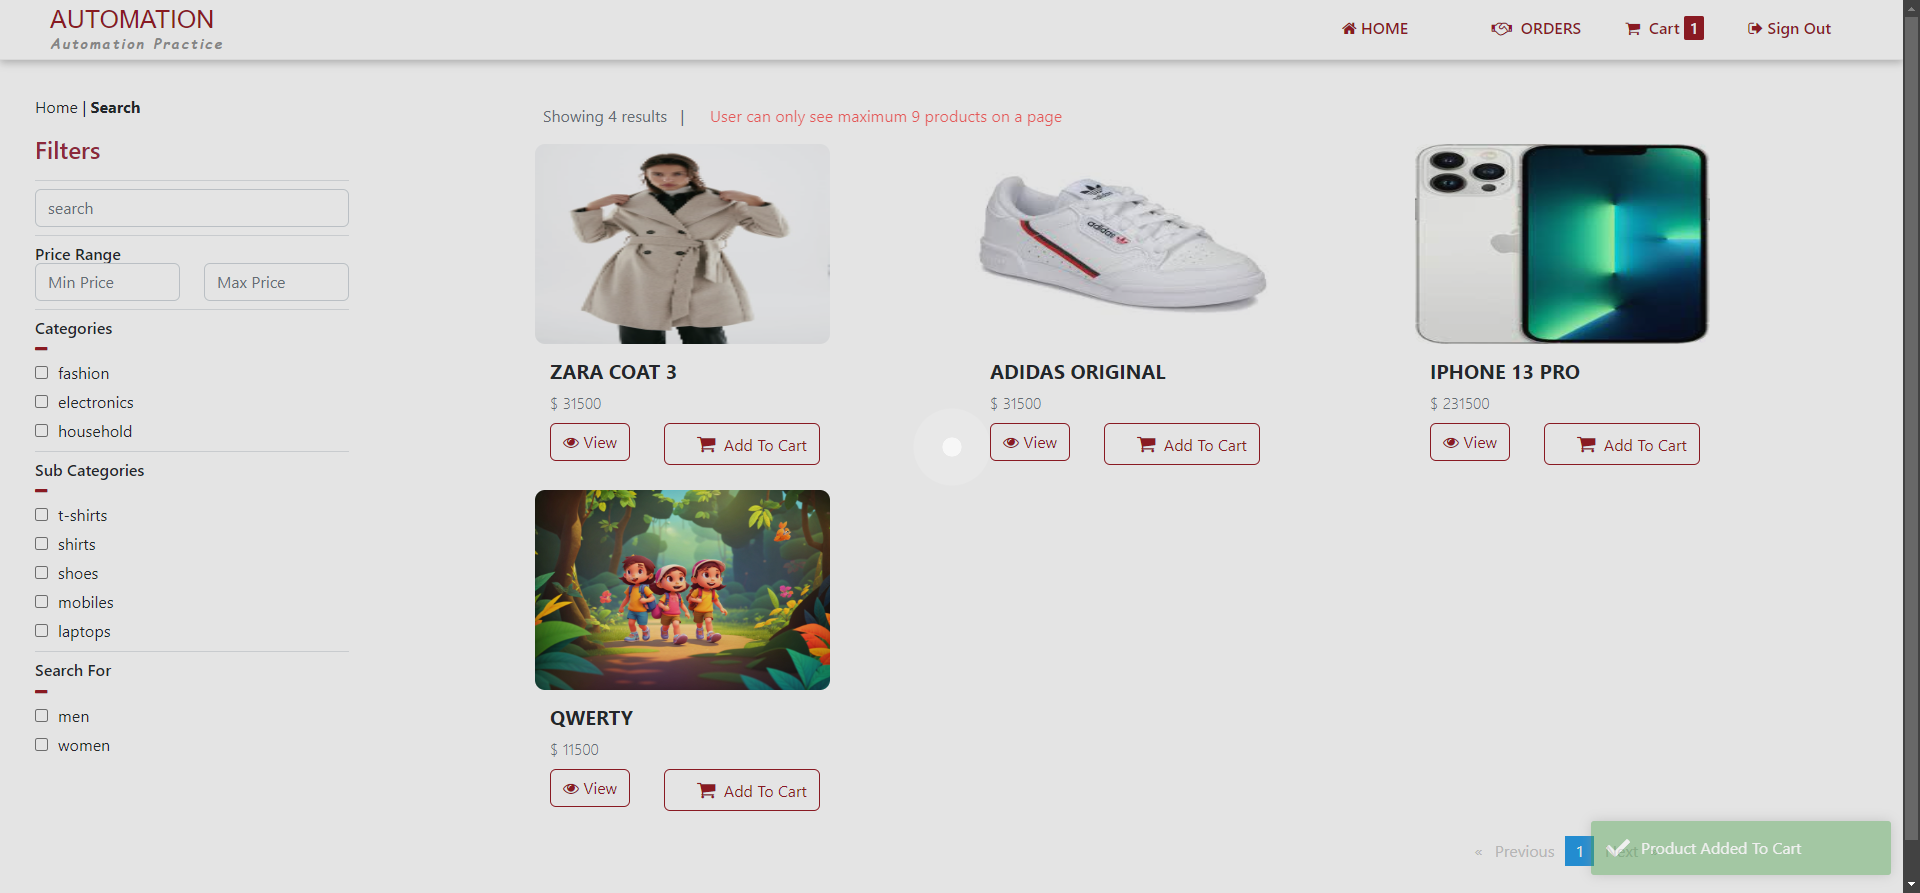 AUTOMATION
Automation Practice
HOME
ORDERS
Cart 1
Sign Out
Home | Search
Filters
search
Price Range
Min Price
Max Price
Categories
fashion
electronics
household
Sub Categories
t-shirts
shirts
shoes
mobiles
laptops
Search For
men
women
Showing 4 results | User can only see maximum 9 products on a page
adidas
ZARA COAT 3
$ 31500
View
Add To Cart
ADIDAS ORIGINAL
$ 31500
View
Add To Cart
IPHONE 13 PRO
$ 231500
View
Add To Cart
QWERTY
$ 11500
View
Add To Cart
« Previous 1 Next
Product Added To Cart